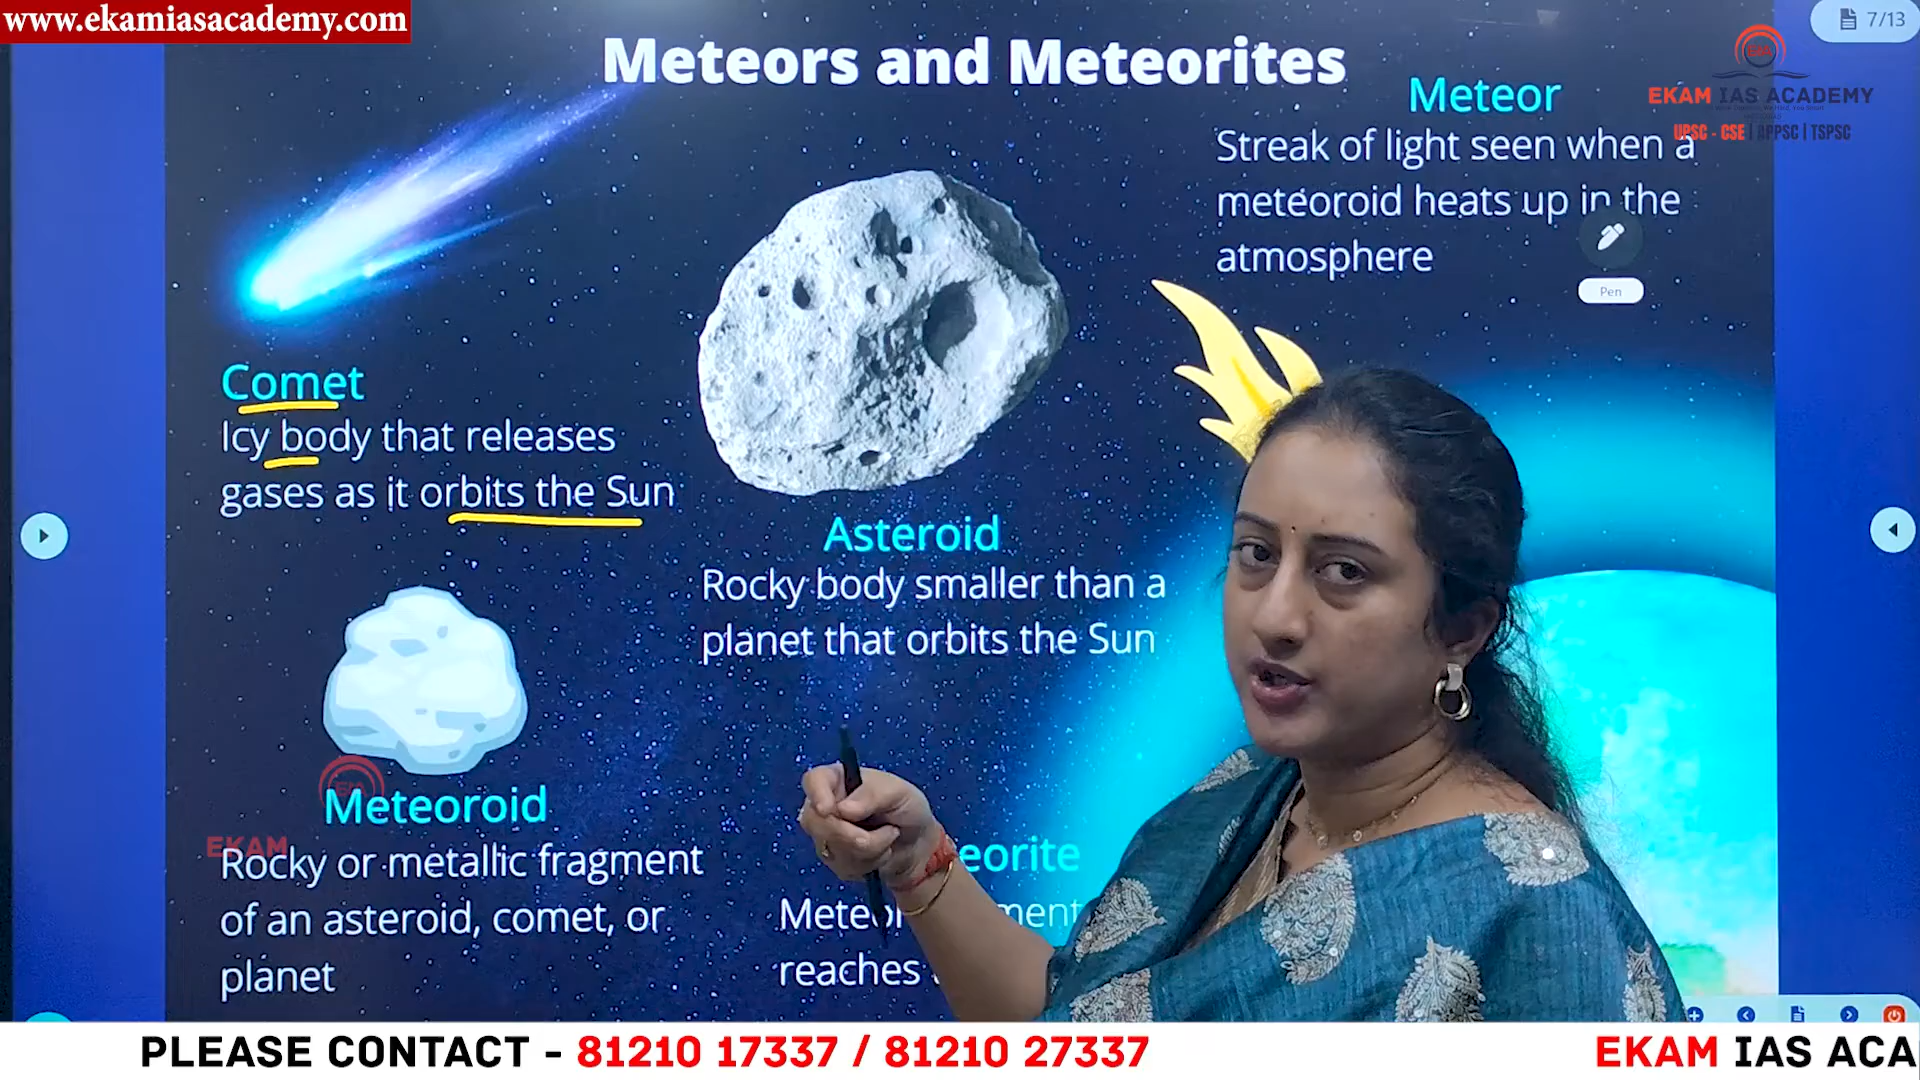 www.ekamiasacademy.com
7/13
Meteors and Meteorites
EKAM IAS ACADEMY
UPSC - CSE | APPSC | TSPSC
Meteor
Streak of light seen when a
meteoroid heats up in the
atmosphere
Pen
Comet
Icy body that releases
gases as it orbits the Sun
Asteroid
Rocky body smaller than a
planet that orbits the Sun
Meteoroid
EKAM
Rocky or metallic fragment
of an asteroid, comet, or
planet
eorite
reaches
PLEASE CONTACT - 81210 17337 / 81210 27337
EKAM IAS ACA